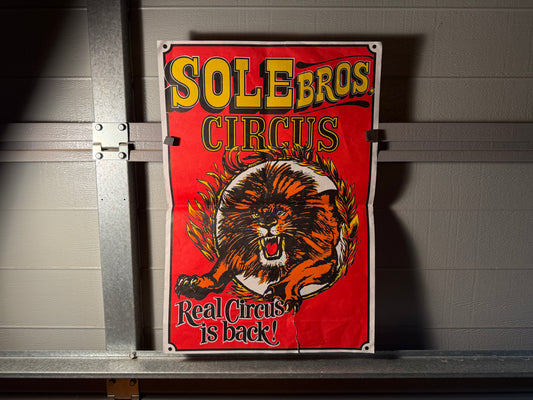 SOLE BROS.
CIRCUS
Real Circus
is back!